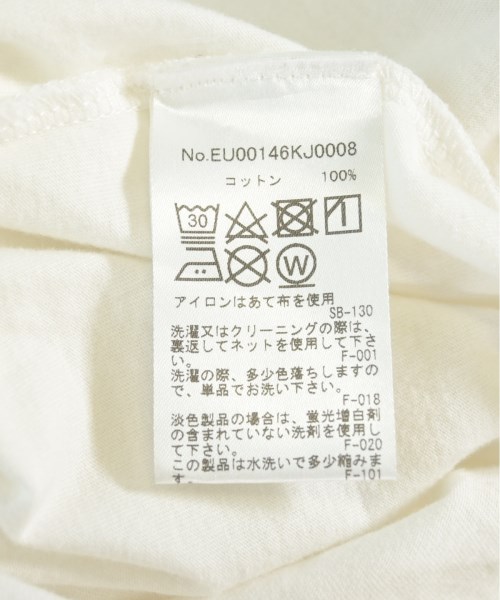 No.EU00146KJ0008
コットン 100%
30
W
アイロンはあて布を使用
SB-130
洗濯又はクリーニングの際は、
裏返してネットを使用して下さ
い。 F-001
洗濯の際、多少色落ちしますの
で、単品でお洗い下さい。
F-018
淡色製品の場合は、蛍光増白剤
の含まれていない洗剤を使用し
て下さい。 F-020
この製品は水洗いで多少縮みま
す。 F-101